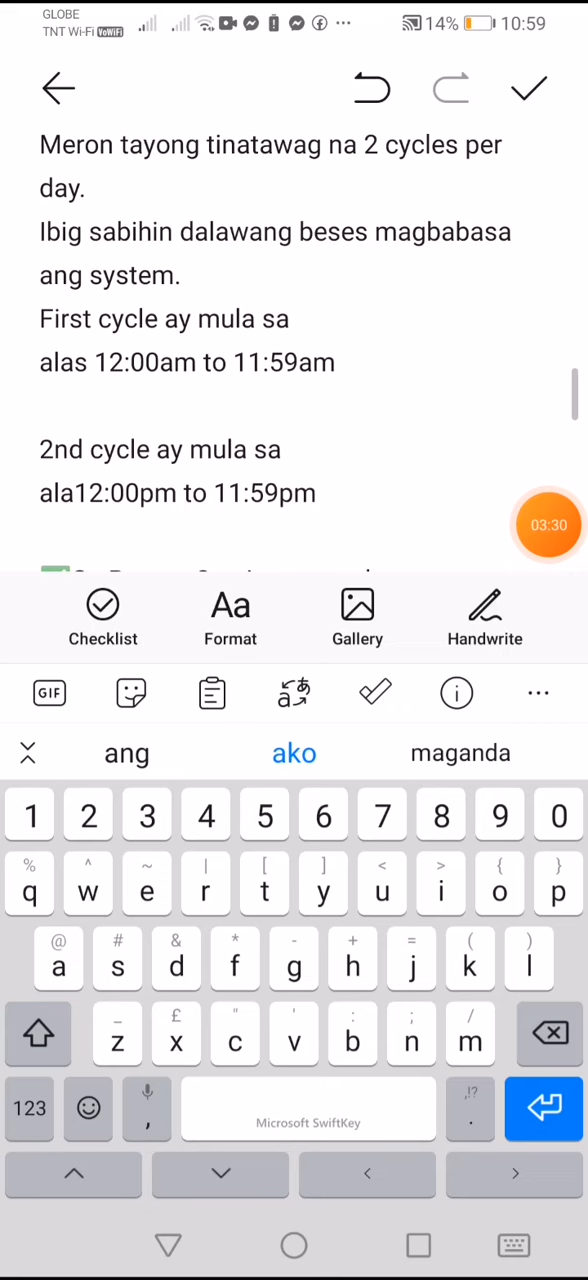 GLOBE
TNT Wi-Fi VoWiFi
14% 10:59
Meron tayong tinatawag na 2 cycles per
day.
Ibig sabihin dalawang beses magbabasa
ang system.
First cycle ay mula sa
alas 12:00am to 11:59am
2nd cycle ay mula sa
ala12:00pm to 11:59pm
03:30
Checklist Format Gallery Handwrite
GIF
ang ako maganda
1 2 3 4 5 6 7 8 9 0
% ^ ~ | [ ] < > { }
q w e r t y u i o p
@ # & * - + = ( )
a s d f g h j k l
_ £ " ' : ; /
z x c v b n m
123 , Microsoft SwiftKey ,!? .